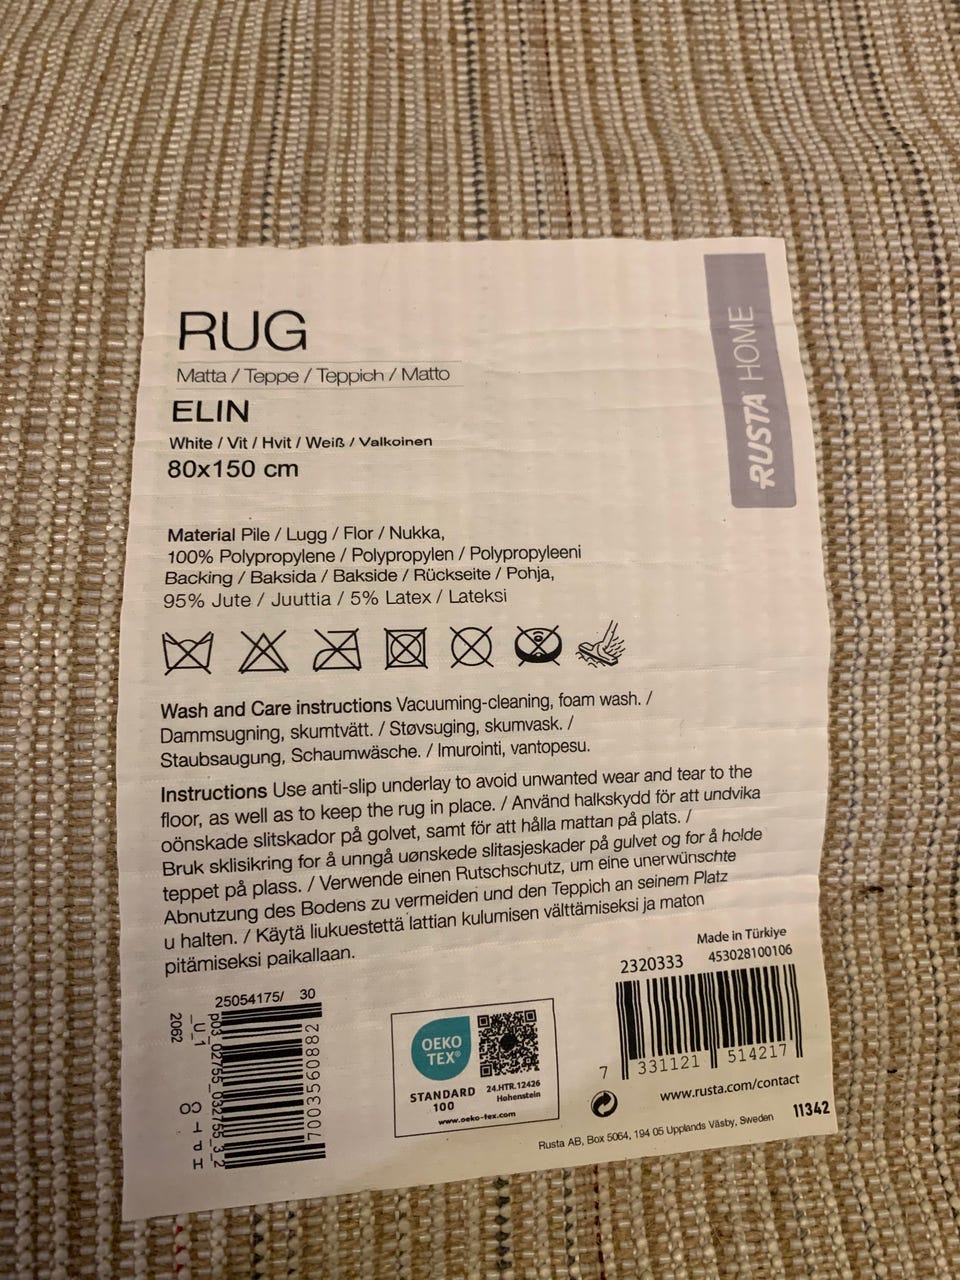 RUG
Matta / Teppe / Teppich / Matto
ELIN
White / Vit / Hvit / Weiß / Valkoinen
80x150 cm
RUSTA HOME
Material Pile / Lugg / Flor / Nukka,
100% Polypropylene / Polypropylen / Polypropyleeni
Backing / Baksida / Bakside / Rückseite / Pohja,
95% Jute / Juuttia / 5% Latex / Lateksi
Wash and Care instructions Vacuuming-cleaning, foam wash. /
Dammsugning, skumtvätt. / Støvsuging, skumvask. /
Staubsaugung, Schaumwäsche. / Imurointi, vantopesu.
Instructions Use anti-slip underlay to avoid unwanted wear and tear to the
floor, as well as to keep the rug in place. / Använd halkskydd för att undvika
oönskade slitskador på golvet, samt för att hålla mattan på plats. /
Bruk sklisikring for å unngå uønskede slitasjeskader på gulvet og for å holde
teppet på plass. / Verwende einen Rutschschutz, um eine unerwünschte
Abnutzung des Bodens zu vermeiden und den Teppich an seinem Platz
u halten. / Käytä liukuestettä lattian kulumisen välttämiseksi ja maton
pitämiseksi paikallaan.
Made in Türkiye
2320333 453028100106
7 331121 514217
www.rusta.com/contact
11342
Rusta AB, Box 5064, 194 05 Upplands Väsby, Sweden
25054175/ 30
7003560882
p03_02755_032755_3_2
_U_1
2062
CO T P H
OEKO
TEX®
STANDARD
100
24.HTR.12426
Hohenstein
www.oeko-tex.com